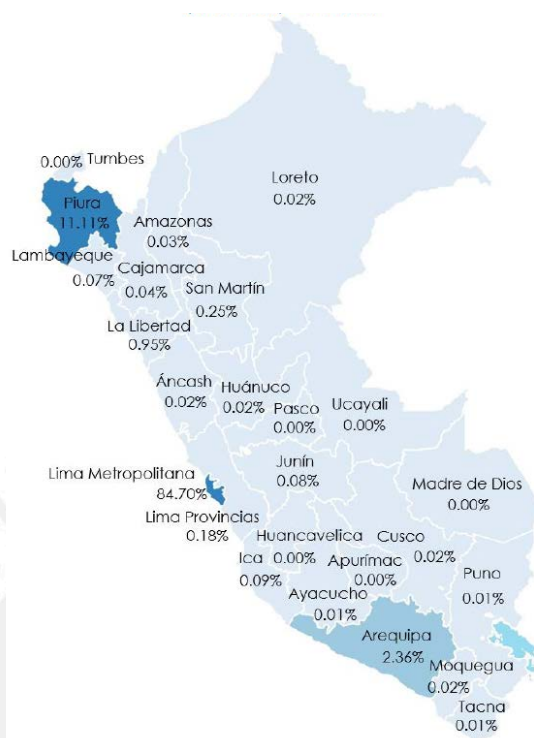 0.00% Tumbes
Loreto
0.02%
Piura
11.11%
Amazonas
0.03%
Lambayeque
0.07%
Cajamarca
0.04%
San Martín
0.25%
La Libertad
0.95%
Áncash
0.02%
Huánuco
0.02%
Pasco
0.00%
Ucayali
0.00%
Lima Metropolitana
84.70%
Junín
0.08%
Madre de Dios
0.00%
Lima Provincias
0.18%
Huancavelica
0.00%
Cusco
0.02%
Ica
0.09%
Apurímac
0.00%
Puno
0.01%
Ayacucho
0.01%
Arequipa
2.36%
Moquegua
0.02%
Tacna
0.01%